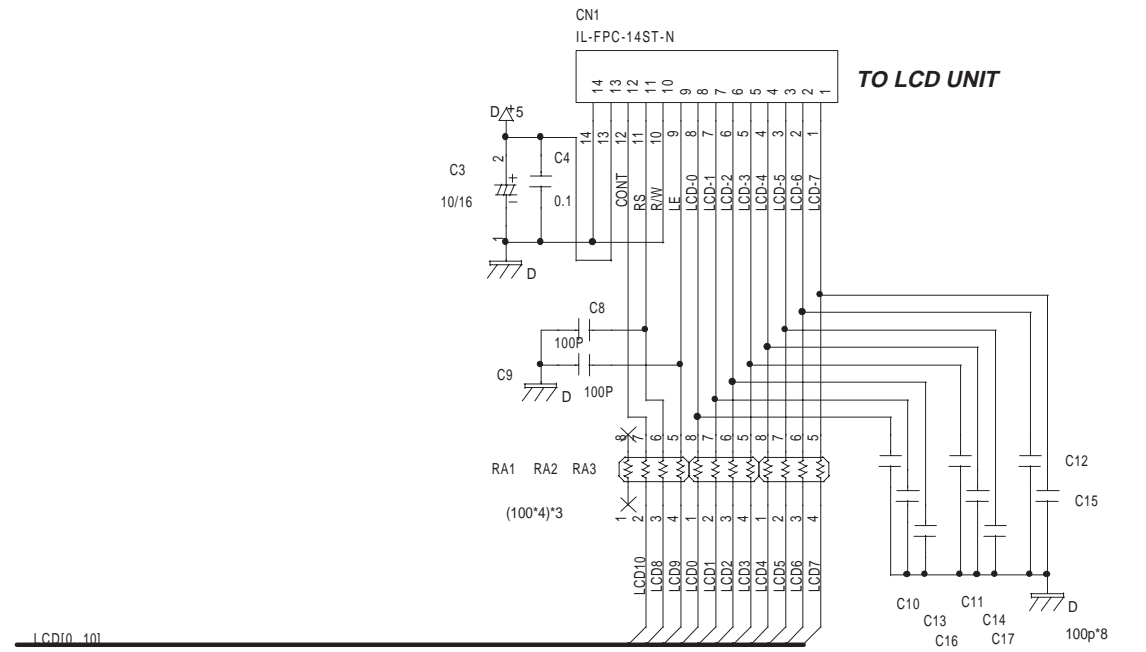 CN1
IL-FPC-14ST-N
TO LCD UNIT
14 13 12 11 10 9 8 7 6 5 4 3 2 1
D +5
14 13 12 11 10 9 8 7 6 5 4 3 2 1
C3
10/16
2
+
1
C4
0.1
CONT
RS
R/W
LE
LCD-0
LCD-1
LCD-2
LCD-3
LCD-4
LCD-5
LCD-6
LCD-7
D
C8
100P
C9
100P
D
8 7 6 5 8 7 6 5 8 7 6 5
RA1 RA2 RA3
(100*4)*3
1 2 3 4 1 2 3 4 1 2 3 4
LCD10
LCD8
LCD9
LCD0
LCD1
LCD2
LCD3
LCD4
LCD5
LCD6
LCD7
C12
C15
C10
C13
C16
C11
C14
C17
D
100p*8
LCD[0..10]